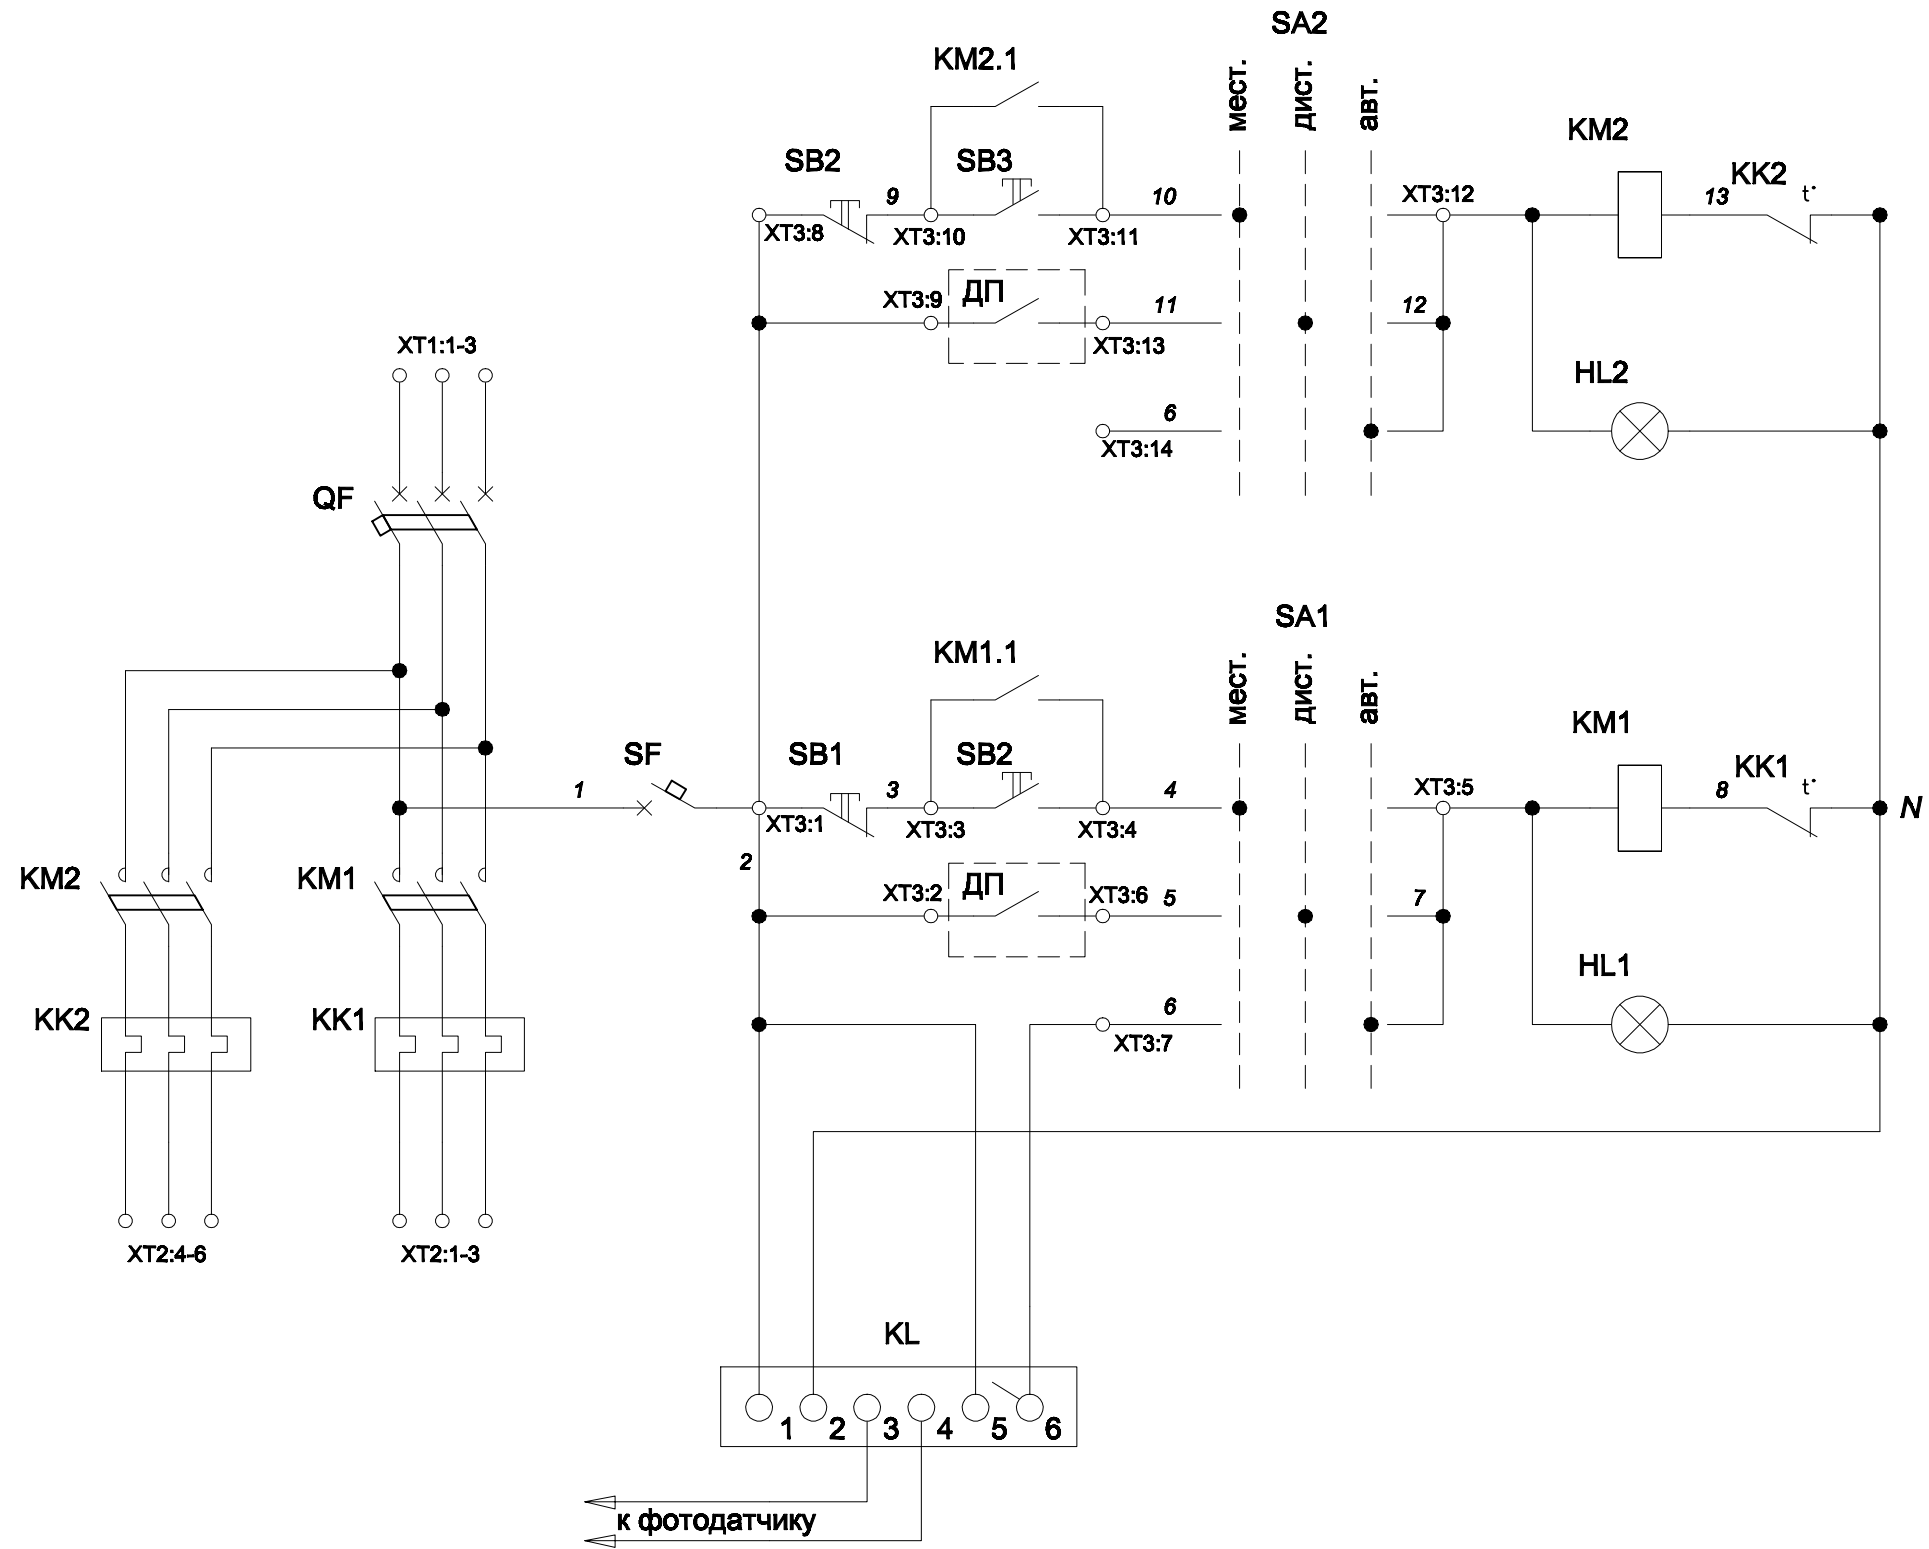 SA2
KM2.1
мест.
дист.
авт.
KM2
SB2
9
SB3
10
XT3:12
13
KK2
t°
XT3:8
XT3:10
XT3:11
XT3:9
ДП
11
12
XT3:13
HL2
6
XT3:14
XT1:1-3
QF
SA1
KM1.1
мест.
дист.
авт.
KM1
SF
1
SB1
3
SB2
4
XT3:5
8
KK1
t°
N
XT3:1
XT3:3
XT3:4
2
KM2
KM1
XT3:2
ДП
XT3:6
5
7
HL1
6
XT3:7
KK2
KK1
XT2:4-6
XT2:1-3
KL
1
2
3
4
5
6
к фотодатчику